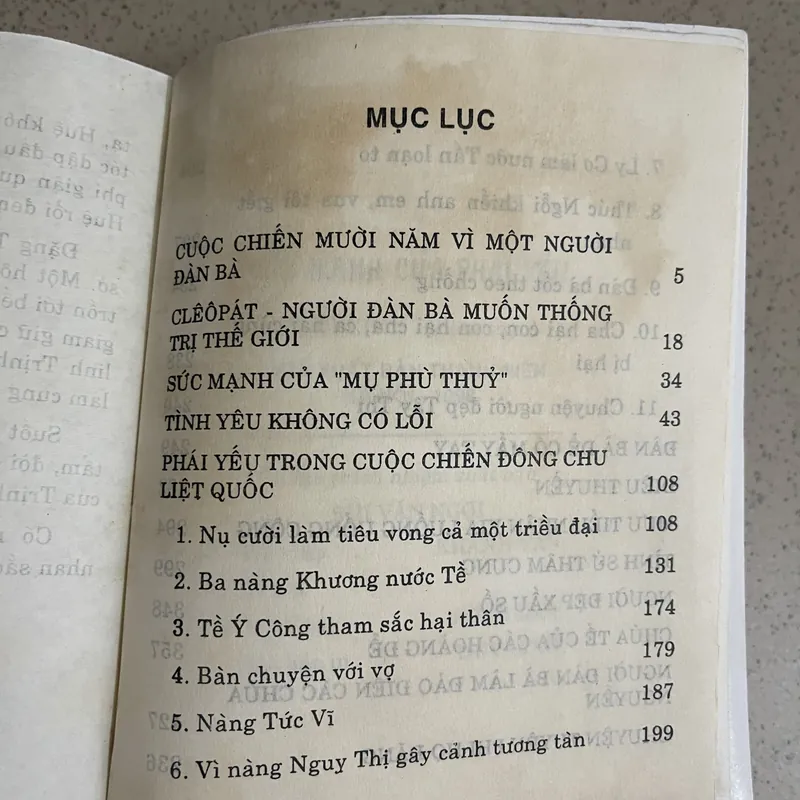 MỤC LỤC
CUỘC CHIẾN MƯỜI NĂM VÌ MỘT NGƯỜI
ĐÀN BÀ 5
CLÊÔPÁT - NGƯỜI ĐÀN BÀ MUỐN THỐNG
TRỊ THẾ GIỚI 18
SỨC MẠNH CỦA "MỤ PHÙ THUỶ" 34
TÌNH YÊU KHÔNG CÓ LỖI 43
PHÁI YẾU TRONG CUỘC CHIẾN ĐÔNG CHU
LIỆT QUỐC 108
1. Nụ cười làm tiêu vong cả một triều đại 108
2. Ba nàng Khương nước Tề 131
3. Tề Ý Công tham sắc hại thân 174
4. Bàn chuyện với vợ 179
5. Nàng Tức Vĩ 187
6. Vì nàng Nguỵ Thị gây cảnh tương tàn 199